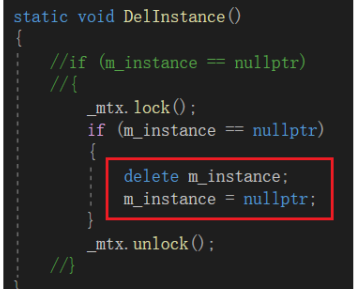 static void DelInstance()
{
//if (m_instance == nullptr)
//{
_mtx.lock();
if (m_instance == nullptr)
{
delete m_instance;
m_instance = nullptr;
}
_mtx.unlock();
//}
}